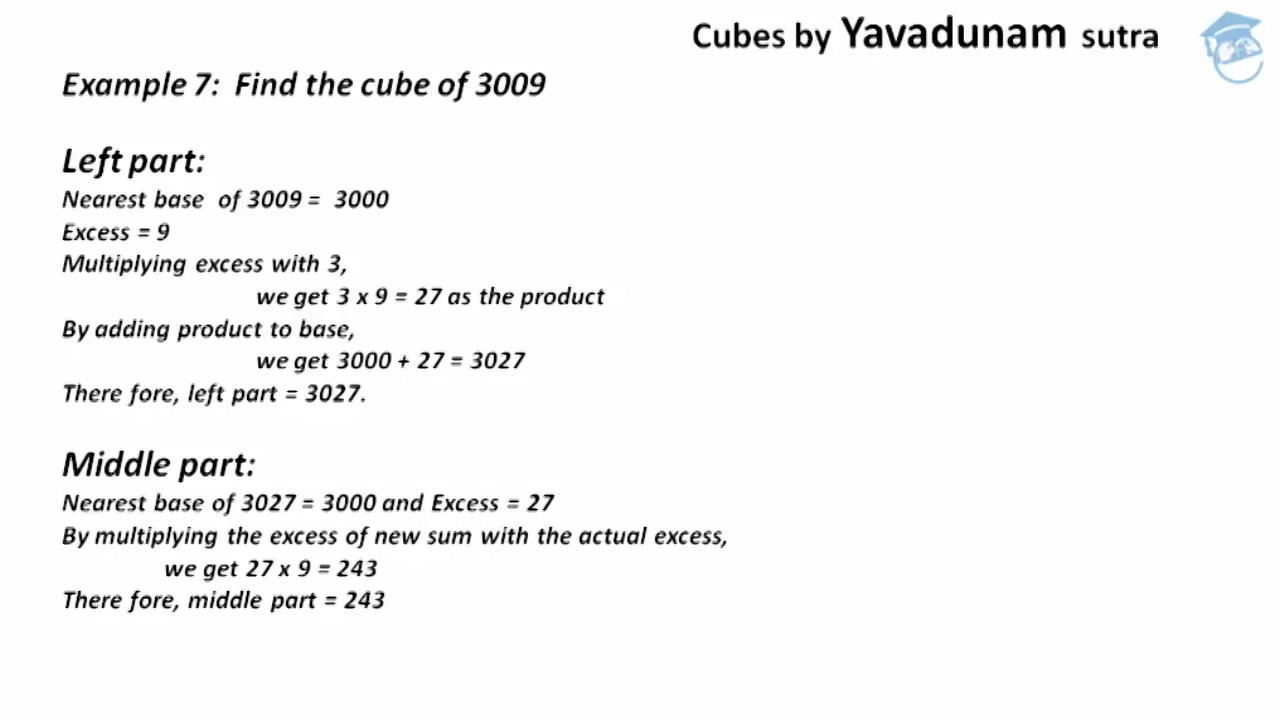 Cubes by Yavadunam sutra
Example 7: Find the cube of 3009
Left part:
Nearest base of 3009 = 3000
Excess = 9
Multiplying excess with 3,
we get 3 x 9 = 27 as the product
By adding product to base,
we get 3000 + 27 = 3027
There fore, left part = 3027.
Middle part:
Nearest base of 3027 = 3000 and Excess = 27
By multiplying the excess of new sum with the actual excess,
we get 27 x 9 = 243
There fore, middle part = 243